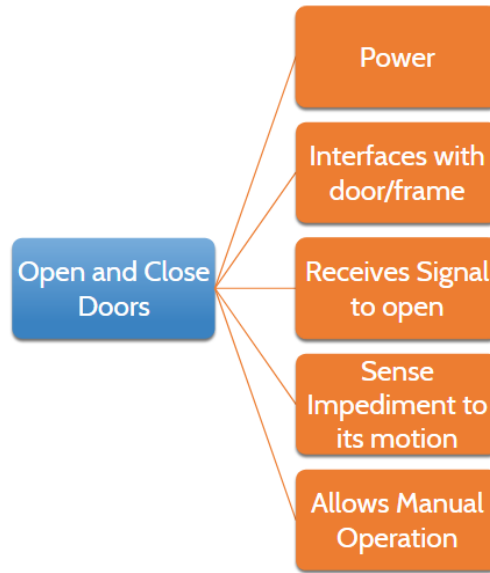 Power
Interfaces with
door/frame
Open and Close
Doors
Receives Signal
to open
Sense
Impediment to
its motion
Allows Manual
Operation